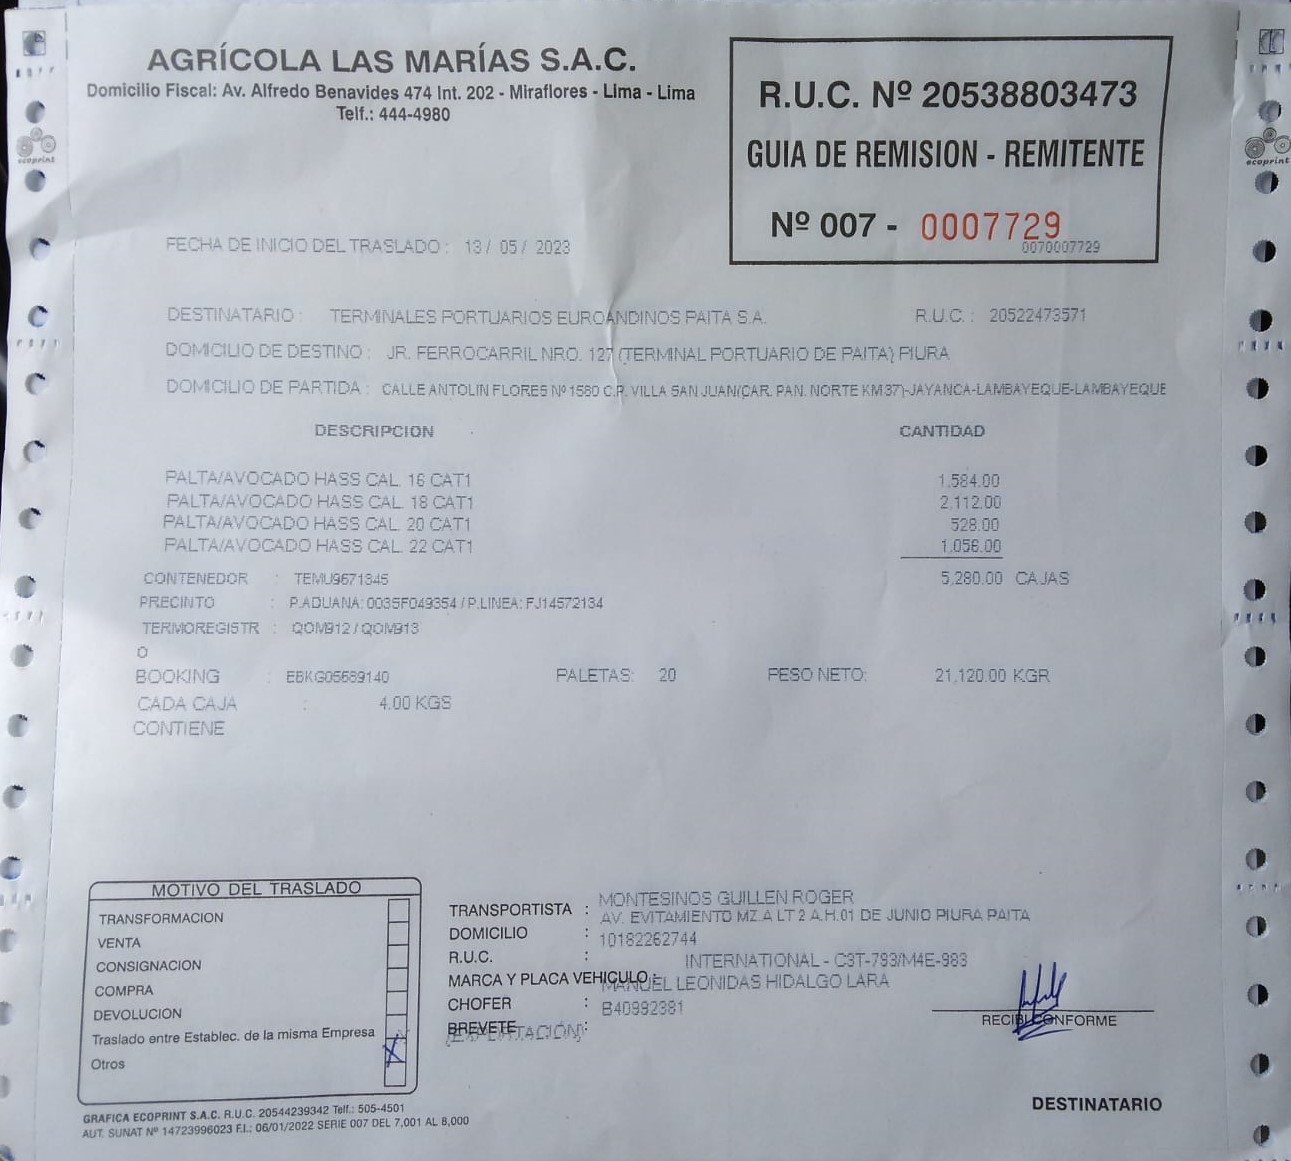 AGRÍCOLA LAS MARÍAS S.A.C.
Domicilio Fiscal: Av. Alfredo Benavides 474 Int. 202 - Miraflores - Lima - Lima
Telf.: 444-4980
R.U.C. Nº 20538803473
GUIA DE REMISION - REMITENTE
Nº 007 - 0007729
0070007729
ecoprint
ecoprint
FECHA DE INICIO DEL TRASLADO : 13 / 05 / 2023
DESTINATARIO : TERMINALES PORTUARIOS EUROANDINOS PAITA S.A. R.U.C. : 20522473571
DOMICILIO DE DESTINO : JR. FERROCARRIL NRO. 127 (TERMINAL PORTUARIO DE PAITA) PIURA
DOMICILIO DE PARTIDA : CALLE ANTOLIN FLORES Nº 1580 C.P. VILLA SAN JUAN(CAR. PAN. NORTE KM 37)-JAYANCA-LAMBAYEQUE-LAMBAYEQUE
DESCRIPCION CANTIDAD
PALTA/AVOCADO HASS CAL. 16 CAT1 1,584.00
PALTA/AVOCADO HASS CAL. 18 CAT1 2,112.00
PALTA/AVOCADO HASS CAL. 20 CAT1 528.00
PALTA/AVOCADO HASS CAL. 22 CAT1 1,056.00
CONTENEDOR : TEMU9671345 5,280.00 CAJAS
PRECINTO : P.ADUANA: 0035F049354 / P.LINEA: FJ14572134
TERMOREGISTR : QOM912 / QOM913
O
BOOKING : EBKG05689140 PALETAS: 20 PESO NETO: 21,120.00 KGR
CADA CAJA : 4.00 KGS
CONTIENE
MOTIVO DEL TRASLADO
TRANSFORMACION
VENTA
CONSIGNACION
COMPRA
DEVOLUCION
Traslado entre Establec. de la misma Empresa
Otros X
TRANSPORTISTA : MONTESINOS GUILLEN ROGER
DOMICILIO : AV. EVITAMIENTO MZ.A LT 2 A.H.01 DE JUNIO PIURA PAITA
R.U.C. : 10182262744
MARCA Y PLACA VEHICULO : INTERNATIONAL - C3T-793/M4E-983
CHOFER : MANUEL LEONIDAS HIDALGO LARA
BREVETE : B40992381
(EXPORTACIÓN)
RECIBI CONFORME
DESTINATARIO
GRAFICA ECOPRINT S.A.C. R.U.C. 20544239342 Telf.: 505-4501
AUT. SUNAT Nº 14723996023 F.I.: 06/01/2022 SERIE 007 DEL 7,001 AL 8,000